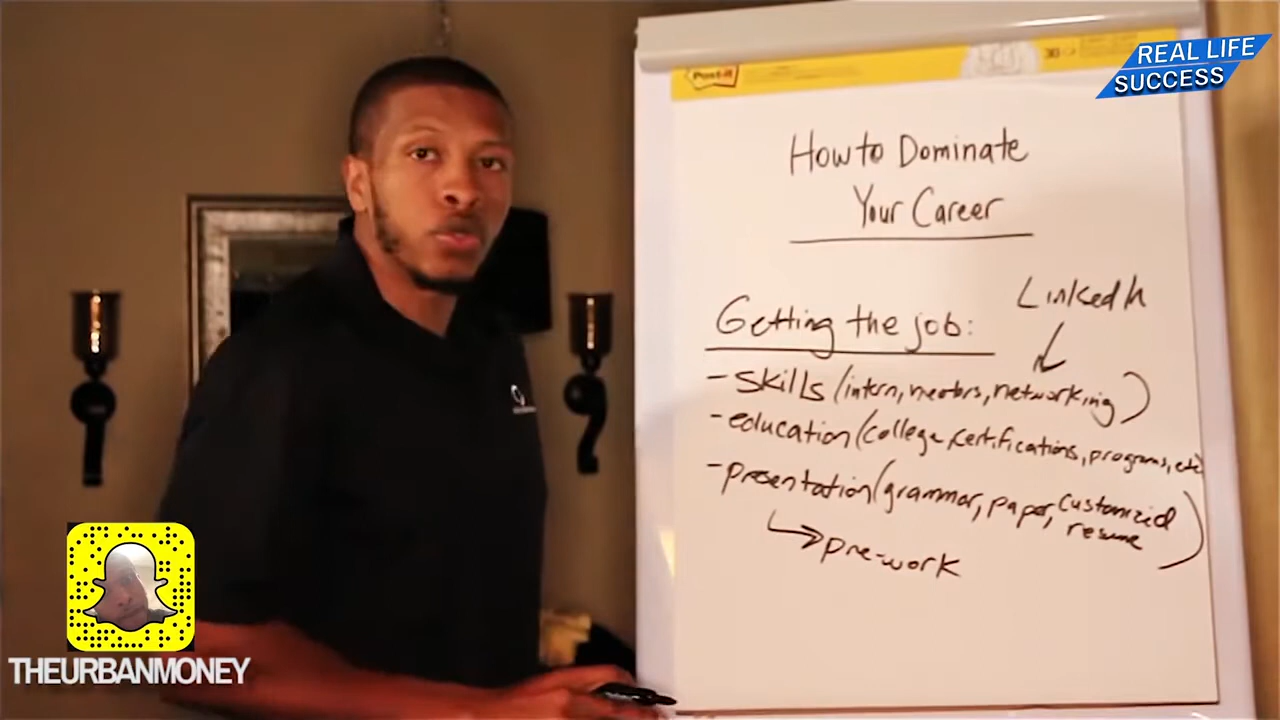 Post-it
30
REAL LIFE
SUCCESS
How to Dominate
Your Career
LinkedIn
Getting the job:
- skills (intern, mentors, networking)
- education (college, certifications, programs, etc)
- presentation (grammar, paper, customized
resume)
pre-work
THEURBANMONEY